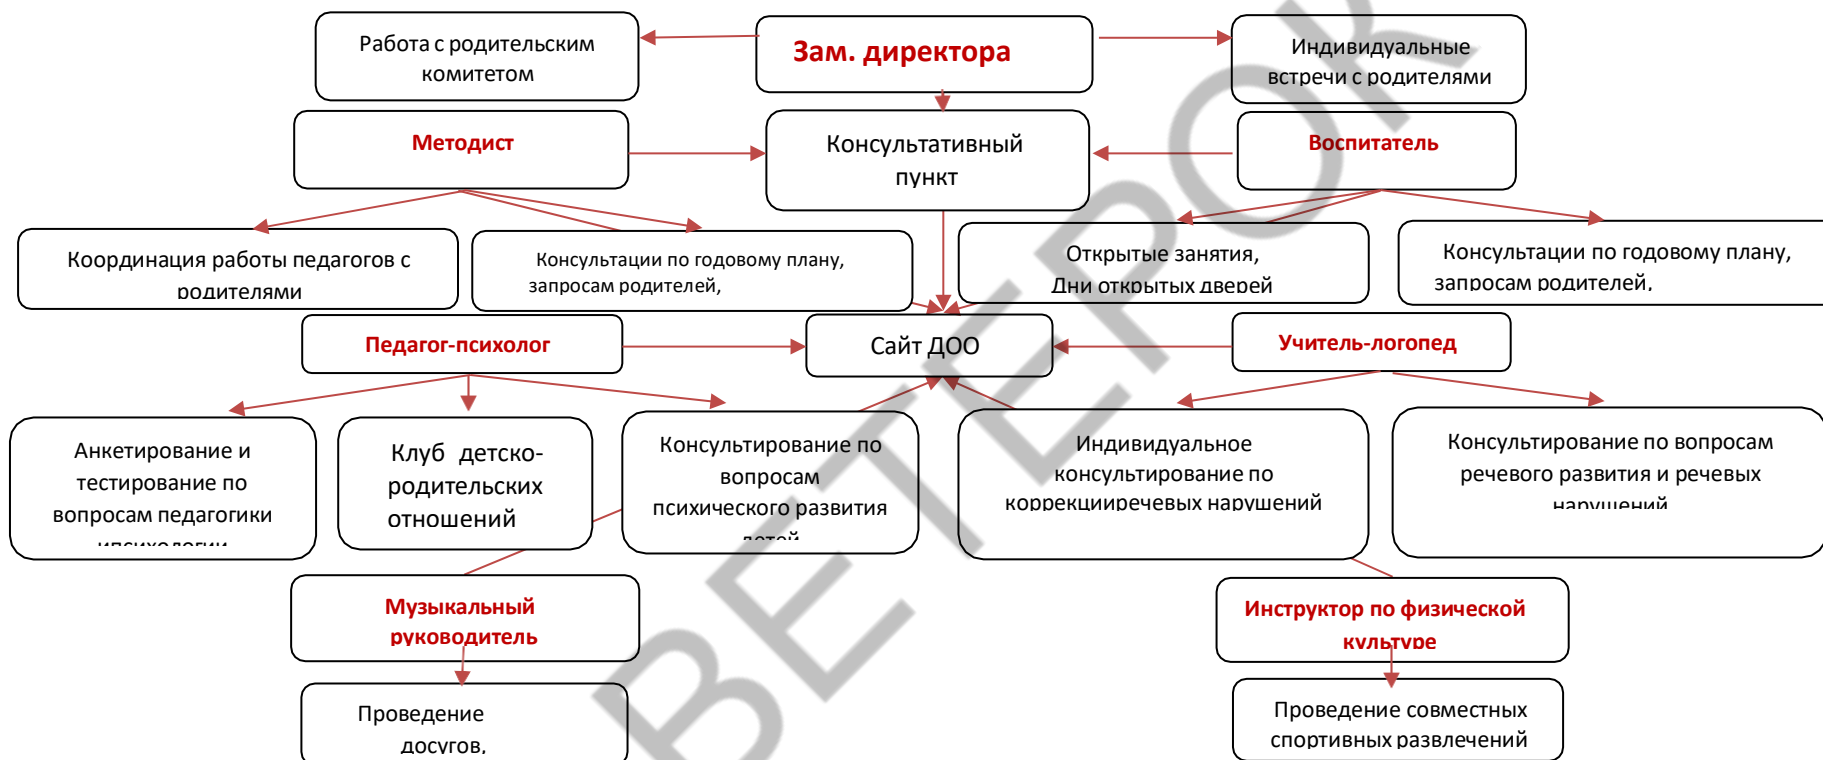 Работа с родительским
комитетом
Зам. директора
Индивидуальные
встречи с родителями
Методист
Консультативный
пункт
Воспитатель
Координация работы педагогов с
родителями
Консультации по годовому плану,
запросам родителей,
Открытые занятия,
Дни открытых дверей
Консультации по годовому плану,
запросам родителей,
Педагог-психолог
Сайт ДОО
Учитель-логопед
Анкетирование и
тестирование по
вопросам педагогики
ипсихологии
Клуб детско-
родительских
отношений
Консультирование по
вопросам
психического развития
детей
Индивидуальное
консультирование по
коррекцииречевых нарушений
Консультирование по вопросам
речевого развития и речевых
нарушений
Музыкальный
руководитель
Инструктор по физической
культуре
Проведение
досугов,
Проведение совместных
спортивных развлечений
ВЕТЕРОК